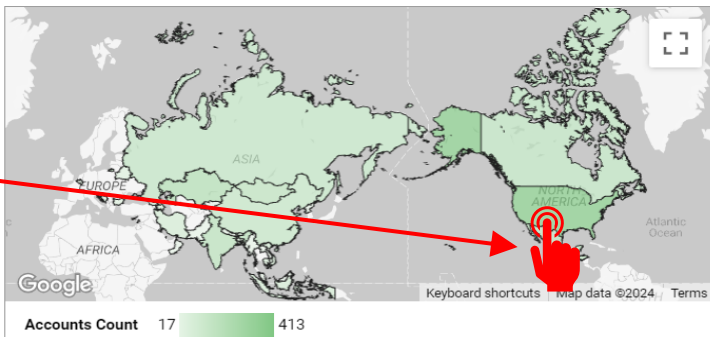 ASIA
EUROPE
NORTH
AMERICA
Atlantic
Ocean
AFRICA
Google
Keyboard shortcuts Map data ©2024 Terms
Accounts Count 17 413